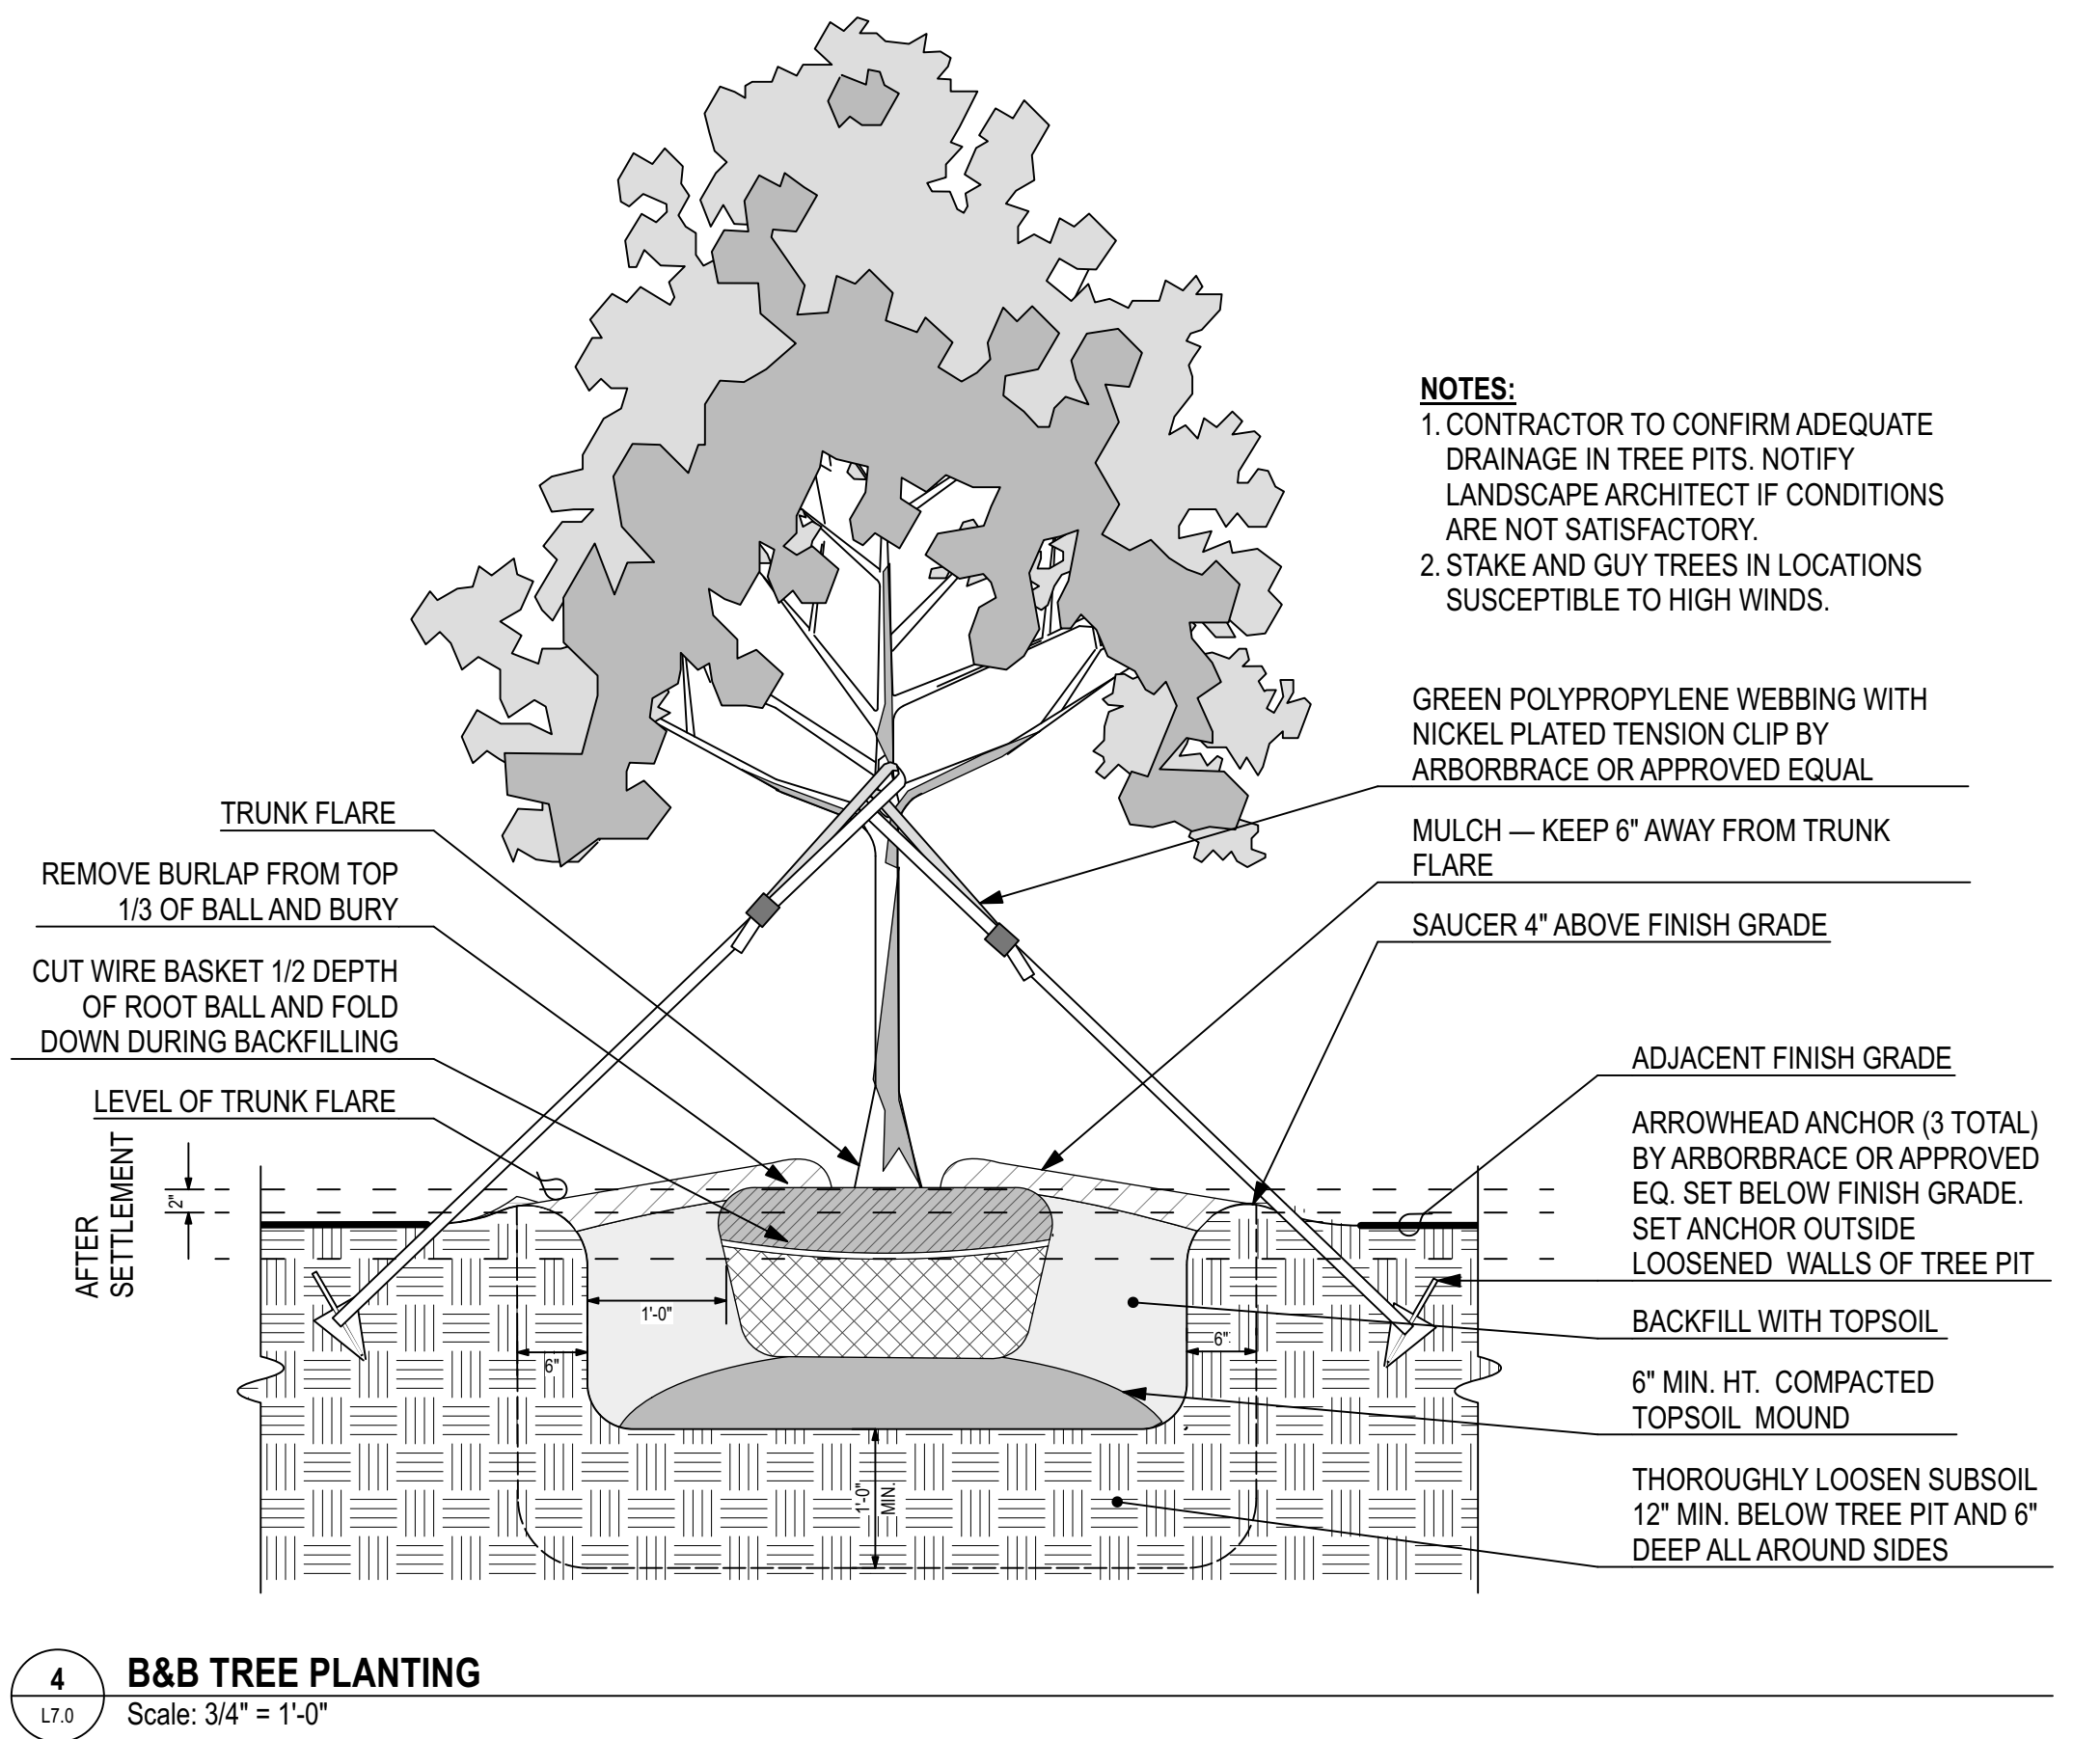 NOTES:
1. CONTRACTOR TO CONFIRM ADEQUATE
DRAINAGE IN TREE PITS. NOTIFY
LANDSCAPE ARCHITECT IF CONDITIONS
ARE NOT SATISFACTORY.
2. STAKE AND GUY TREES IN LOCATIONS
SUSCEPTIBLE TO HIGH WINDS.
GREEN POLYPROPYLENE WEBBING WITH
NICKEL PLATED TENSION CLIP BY
ARBORBRACE OR APPROVED EQUAL
MULCH — KEEP 6" AWAY FROM TRUNK
FLARE
SAUCER 4" ABOVE FINISH GRADE
ADJACENT FINISH GRADE
ARROWHEAD ANCHOR (3 TOTAL)
BY ARBORBRACE OR APPROVED
EQ. SET BELOW FINISH GRADE.
SET ANCHOR OUTSIDE
LOOSENED WALLS OF TREE PIT
BACKFILL WITH TOPSOIL
6" MIN. HT. COMPACTED
TOPSOIL MOUND
THOROUGHLY LOOSEN SUBSOIL
12" MIN. BELOW TREE PIT AND 6"
DEEP ALL AROUND SIDES
TRUNK FLARE
REMOVE BURLAP FROM TOP
1/3 OF BALL AND BURY
CUT WIRE BASKET 1/2 DEPTH
OF ROOT BALL AND FOLD
DOWN DURING BACKFILLING
LEVEL OF TRUNK FLARE
AFTER
SETTLEMENT
2"
1'-0"
6"
6"
1'-0"
MIN.
4
L7.0
B&B TREE PLANTING
Scale: 3/4" = 1'-0"